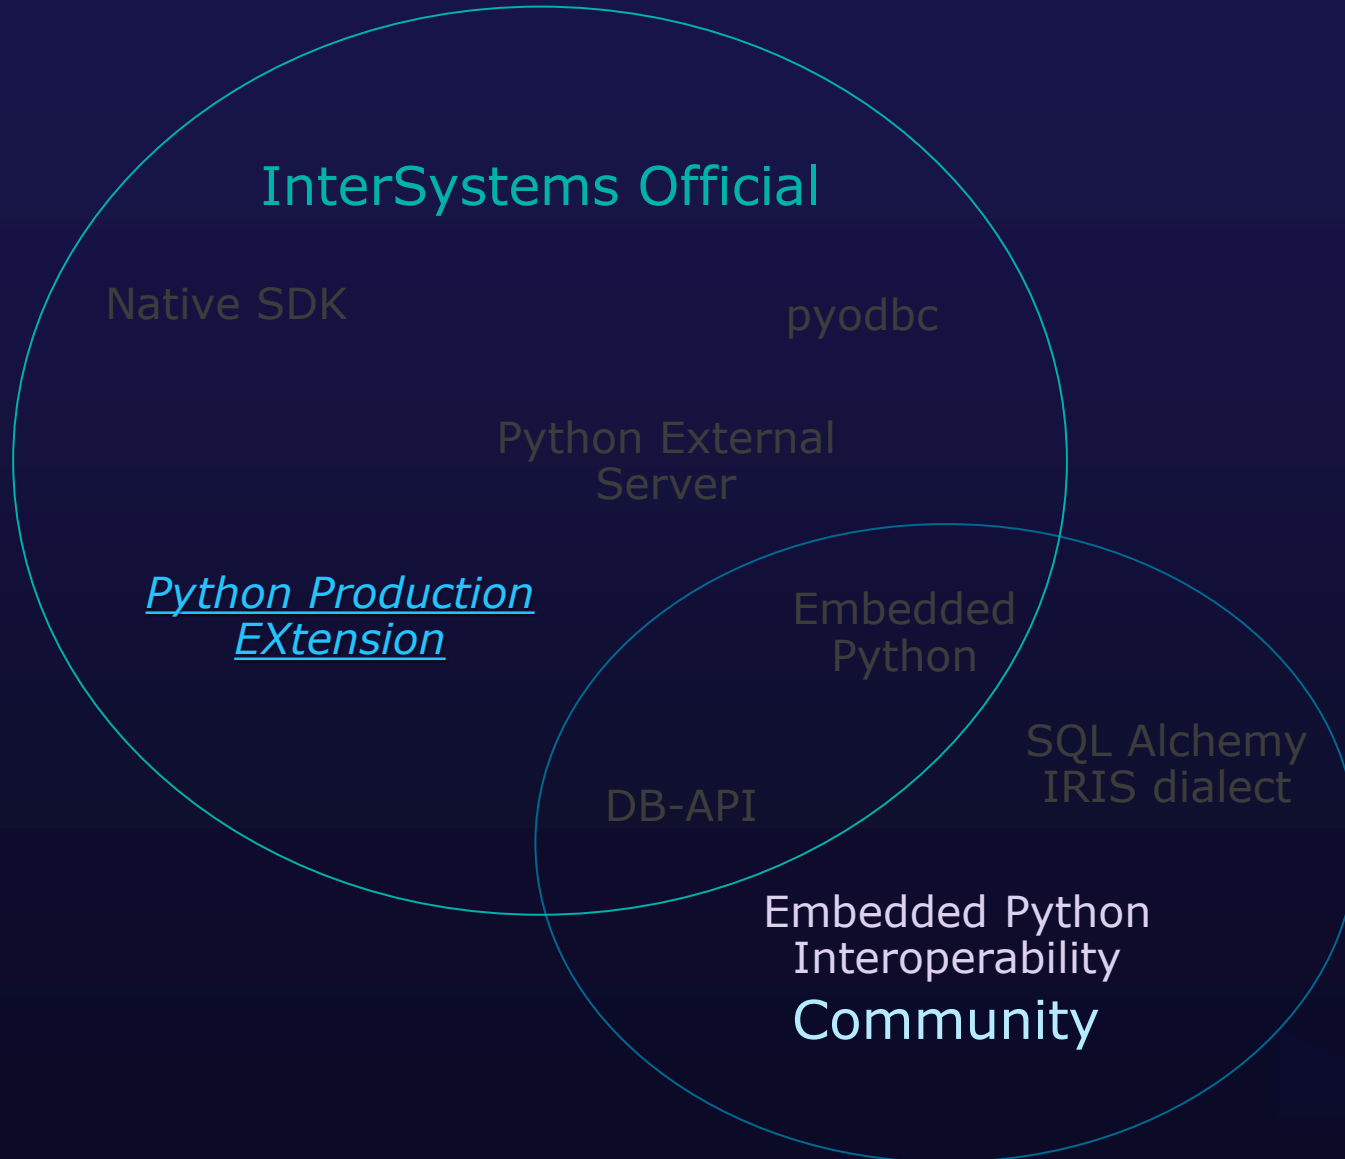 InterSystems Official
Native SDK
pyodbc
Python External
Server
Python Production
EXtension
Embedded
Python
SQL Alchemy
IRIS dialect
DB-API
Embedded Python
Interoperability
Community